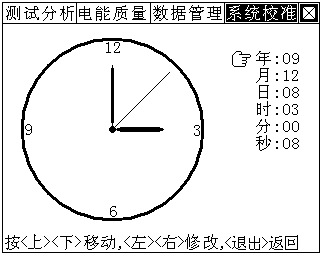 测试分析 电能质量 数据管理 系统校准
12
9
3
6
年:09
月:12
日:08
时:03
分:00
秒:08
按<上><下>移动,<左><右>修改,<退出>返回